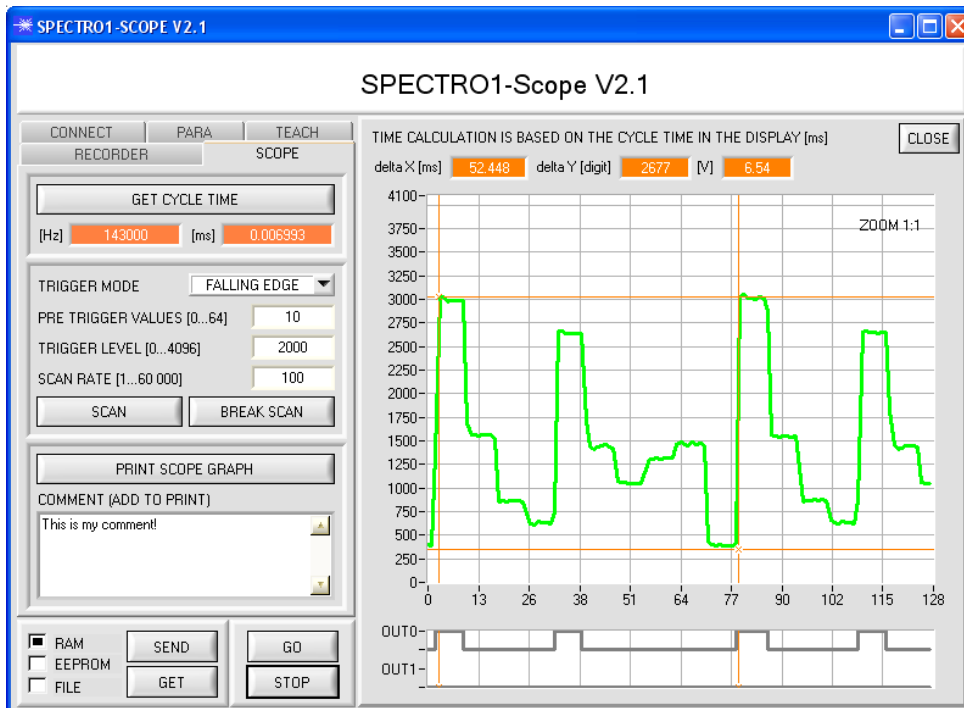 SPECTRO1-SCOPE V2.1
SPECTRO1-Scope V2.1
CONNECT PARA TEACH
RECORDER SCOPE
GET CYCLE TIME
[Hz] 143000 [ms] 0.006993
TRIGGER MODE FALLING EDGE
PRE TRIGGER VALUES [0...64] 10
TRIGGER LEVEL [0...4096] 2000
SCAN RATE [1...60 000] 100
SCAN BREAK SCAN
PRINT SCOPE GRAPH
COMMENT (ADD TO PRINT)
This is my comment!
RAM
EEPROM
FILE
SEND
GET
GO
STOP
TIME CALCULATION IS BASED ON THE CYCLE TIME IN THE DISPLAY [ms]
CLOSE
delta X [ms] 52.448 delta Y [digit] 2677 [V] 6.54
ZOOM 1:1
4100
3750
3500
3250
3000
2750
2500
2250
2000
1750
1500
1250
1000
750
500
250
0
0 13 26 38 51 64 77 90 102 115 128
OUT0
OUT1